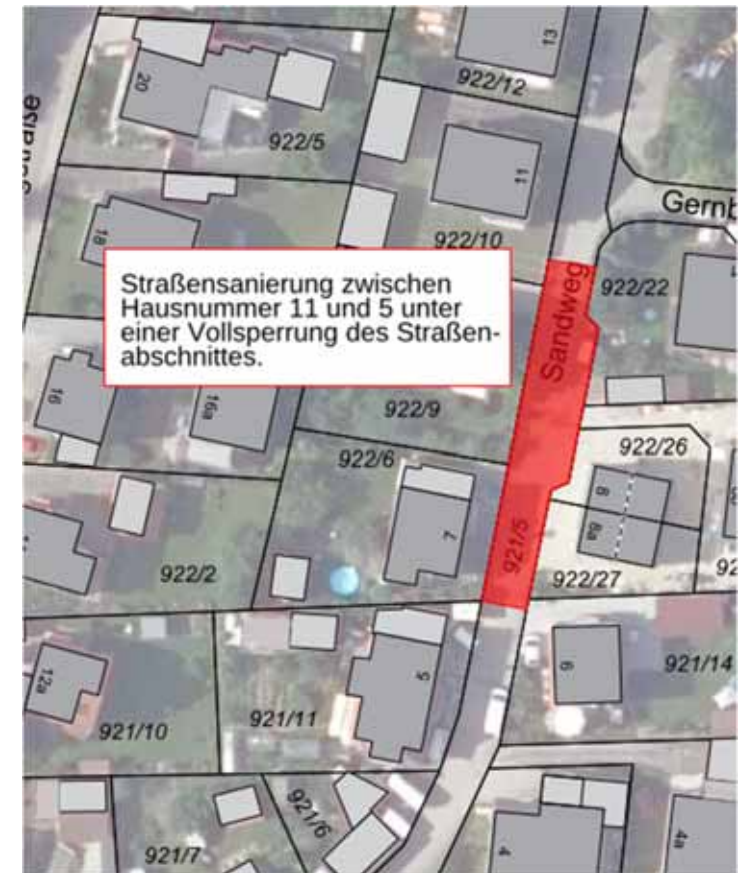 13
20
922/12
922/5
11
18
922/10
Gernb
922/22
Straßensanierung zwischen
Hausnummer 11 und 5 unter
einer Vollsperrung des Straßen-
abschnittes.
Sandweg
16
16a
922/9
922/6
922/26
8
8a
7
921/5
922/2
922/27
92
12a
5
6
921/14
921/10
921/11
921/6
921/7
4
4a